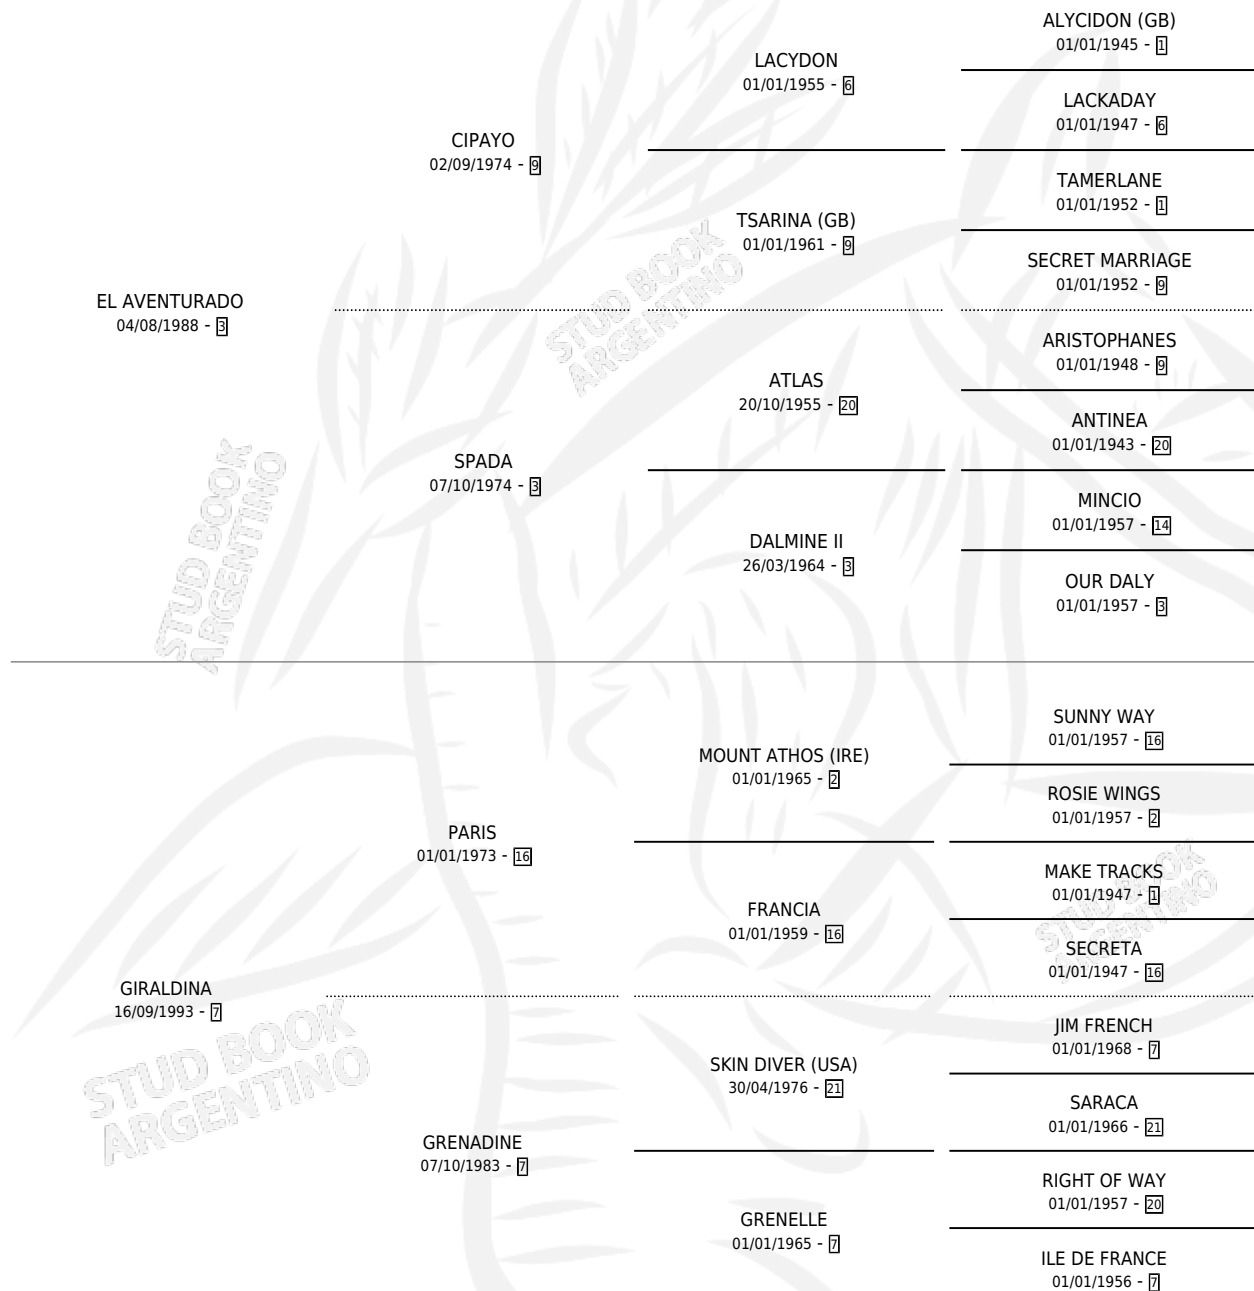 ALYCIDON (GB)
01/01/1945 - 1
LACYDON
01/01/1955 - 6
LACKADAY
01/01/1947 - 6
CIPAYO
02/09/1974 - 9
TAMERLANE
01/01/1952 - 1
TSARINA (GB)
01/01/1961 - 9
SECRET MARRIAGE
01/01/1952 - 9
EL AVENTURADO
04/08/1988 - 3
STUD BOOK
ARGENTINO
ARISTOPHANES
01/01/1948 - 9
ATLAS
20/10/1955 - 20
ANTINEA
01/01/1943 - 20
SPADA
07/10/1974 - 3
MINCIO
01/01/1957 - 14
DALMINE II
26/03/1964 - 3
OUR DALY
01/01/1957 - 3
STUD BOOK
ARGENTINO
SUNNY WAY
01/01/1957 - 16
MOUNT ATHOS (IRE)
01/01/1965 - 2
ROSIE WINGS
01/01/1957 - 2
PARIS
01/01/1973 - 16
MAKE TRACKS
01/01/1947 - 1
FRANCIA
01/01/1959 - 16
STUD BOOK
ARGENTINO
SECRETA
01/01/1947 - 16
GIRALDINA
16/09/1993 - 7
STUD BOOK
ARGENTINO
JIM FRENCH
01/01/1968 - 7
SKIN DIVER (USA)
30/04/1976 - 21
SARACA
01/01/1966 - 21
GRENADINE
07/10/1983 - 7
RIGHT OF WAY
01/01/1957 - 20
GRENELLE
01/01/1965 - 7
ILE DE FRANCE
01/01/1956 - 7